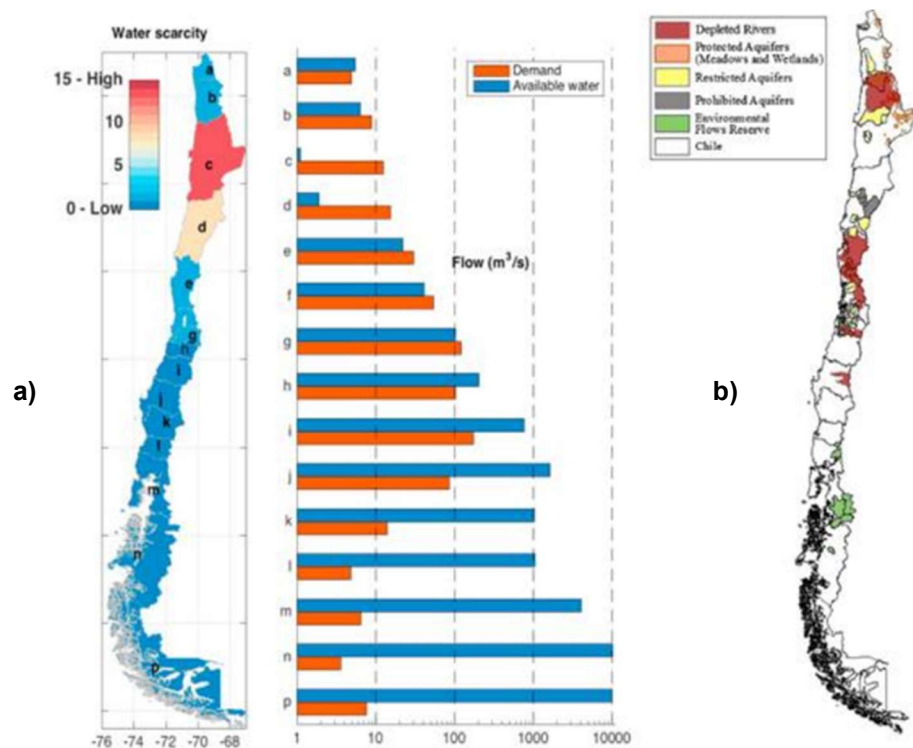 a)
Water scarcity
15 - High
10
5
0 - Low
a
b
c
d
e
f
g
h
i
j
k
l
m
n
p
-76
-74
-72
-70
-68
a
b
c
d
e
f
g
h
i
j
k
l
m
n
p
Demand
Available water
Flow (m³/s)
1
10
100
1000
10000
b)
Depleted Rivers
Protected Aquifers
(Meadows and Wetlands)
Restricted Aquifers
Prohibited Aquifers
Environmental
Flows Reserve
Chile